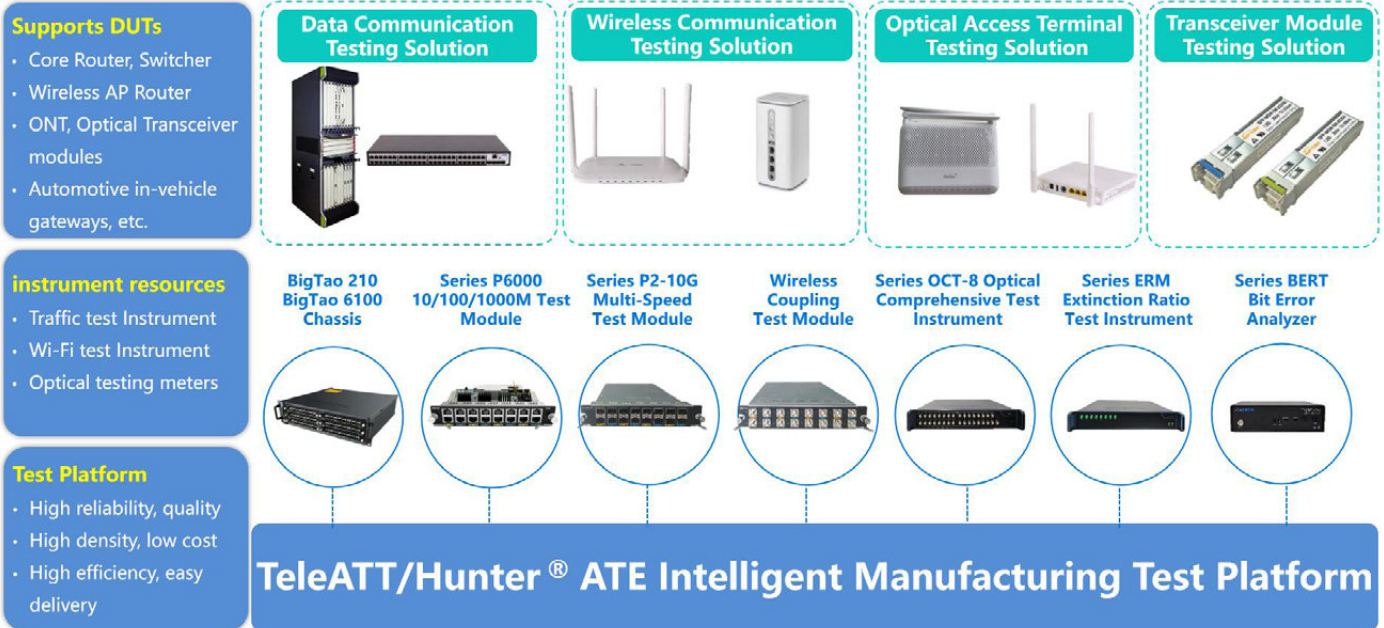 Supports DUTs
• Core Router, Switcher
• Wireless AP Router
• ONT, Optical Transceiver
modules
• Automotive in-vehicle
gateways, etc.
Data Communication
Testing Solution
Wireless Communication
Testing Solution
Optical Access Terminal
Testing Solution
Transceiver Module
Testing Solution
instrument resources
• Traffic test Instrument
• Wi-Fi test Instrument
• Optical testing meters
BigTao 210
BigTao 6100
Chassis
Series P6000
10/100/1000M Test
Module
Series P2-10G
Multi-Speed
Test Module
Wireless
Coupling
Test Module
Series OCT-8 Optical
Comprehensive Test
Instrument
Series ERM
Extinction Ratio
Test Instrument
Series BERT
Bit Error
Analyzer
Test Platform
• High reliability, quality
• High density, low cost
• High efficiency, easy
delivery
TeleATT/Hunter® ATE Intelligent Manufacturing Test Platform